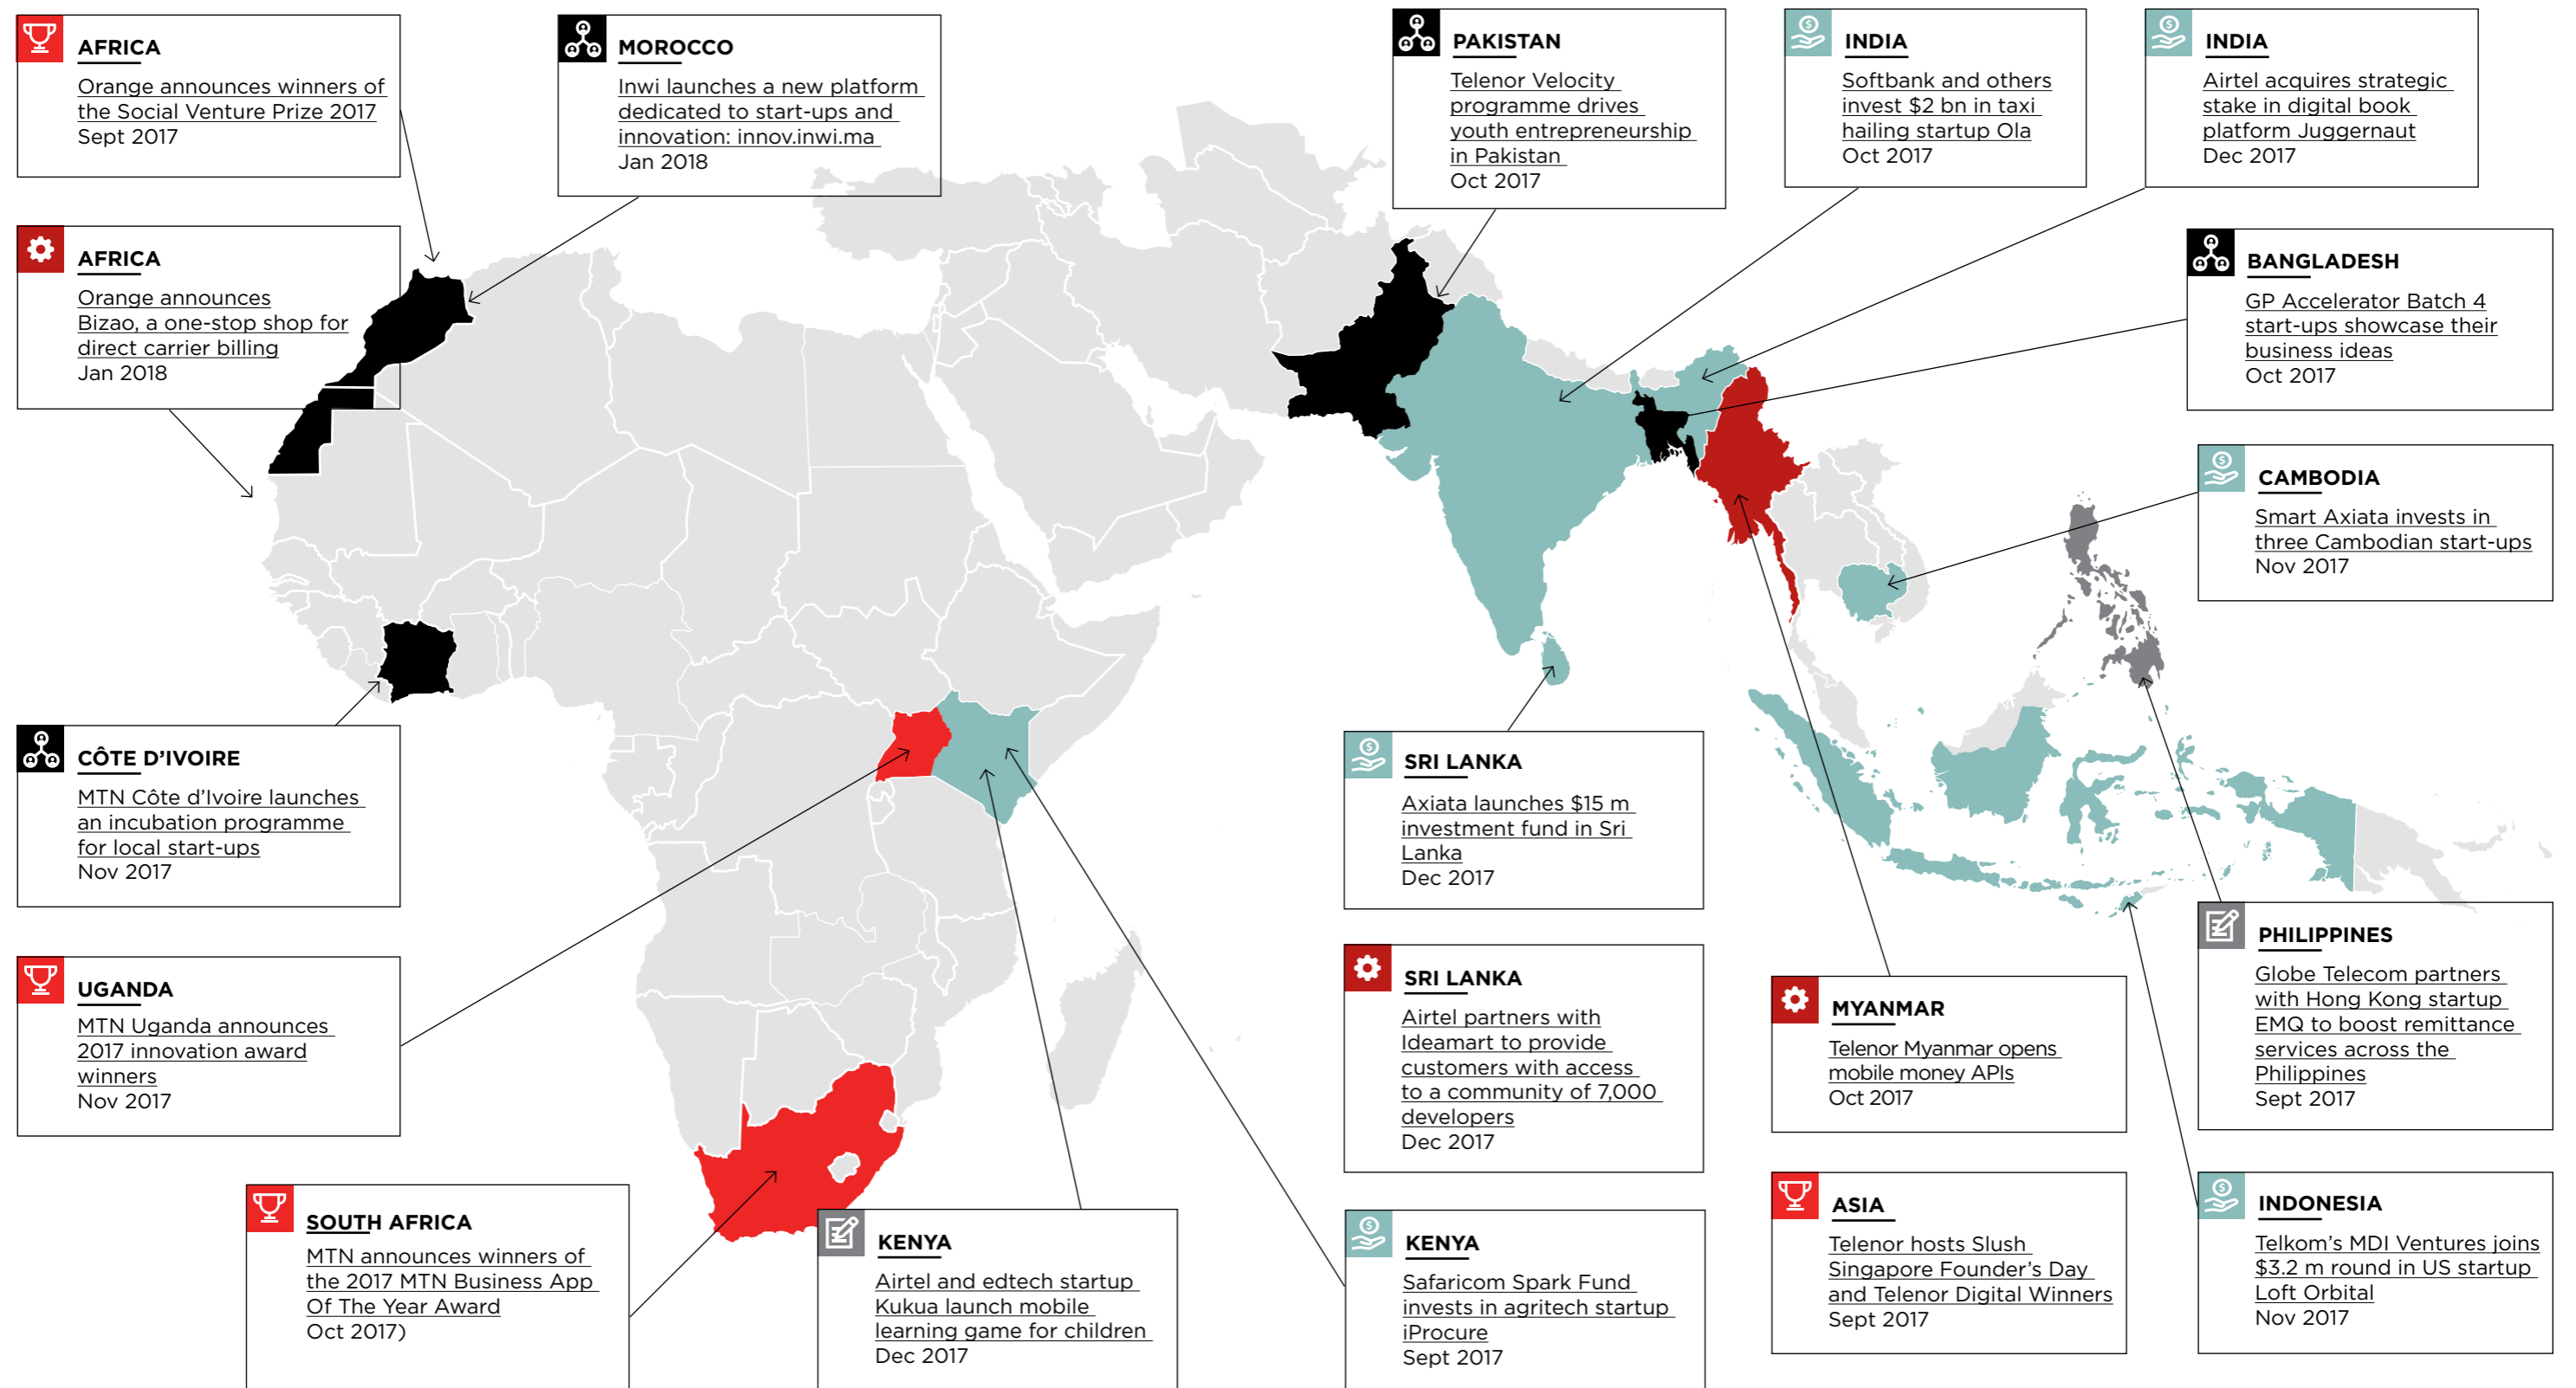 AFRICA
Orange announces winners of
the Social Venture Prize 2017
Sept 2017
MOROCCO
Inwi launches a new platform
dedicated to start-ups and
innovation: innov.inwi.ma
Jan 2018
PAKISTAN
Telenor Velocity
programme drives
youth entrepreneurship
in Pakistan
Oct 2017
INDIA
Softbank and others
invest $2 bn in taxi
hailing startup Ola
Oct 2017
INDIA
Airtel acquires strategic
stake in digital book
platform Juggernaut
Dec 2017
AFRICA
Orange announces
Bizao, a one-stop shop for
direct carrier billing
Jan 2018
BANGLADESH
GP Accelerator Batch 4
start-ups showcase their
business ideas
Oct 2017
CAMBODIA
Smart Axiata invests in
three Cambodian start-ups
Nov 2017
CÔTE D'IVOIRE
MTN Côte d'Ivoire launches
an incubation programme
for local start-ups
Nov 2017
SRI LANKA
Axiata launches $15 m
investment fund in Sri
Lanka
Dec 2017
UGANDA
MTN Uganda announces
2017 innovation award
winners
Nov 2017
SRI LANKA
Airtel partners with
Ideamart to provide
customers with access
to a community of 7,000
developers
Dec 2017
MYANMAR
Telenor Myanmar opens
mobile money APIs
Oct 2017
PHILIPPINES
Globe Telecom partners
with Hong Kong startup
EMQ to boost remittance
services across the
Philippines
Sept 2017
SOUTH AFRICA
MTN announces winners of
the 2017 MTN Business App
Of The Year Award
Oct 2017)
KENYA
Airtel and edtech startup
Kukua launch mobile
learning game for children
Dec 2017
KENYA
Safaricom Spark Fund
invests in agritech startup
iProcure
Sept 2017
ASIA
Telenor hosts Slush
Singapore Founder's Day
and Telenor Digital Winners
Sept 2017
INDONESIA
Telkom's MDI Ventures joins
$3.2 m round in US startup
Loft Orbital
Nov 2017